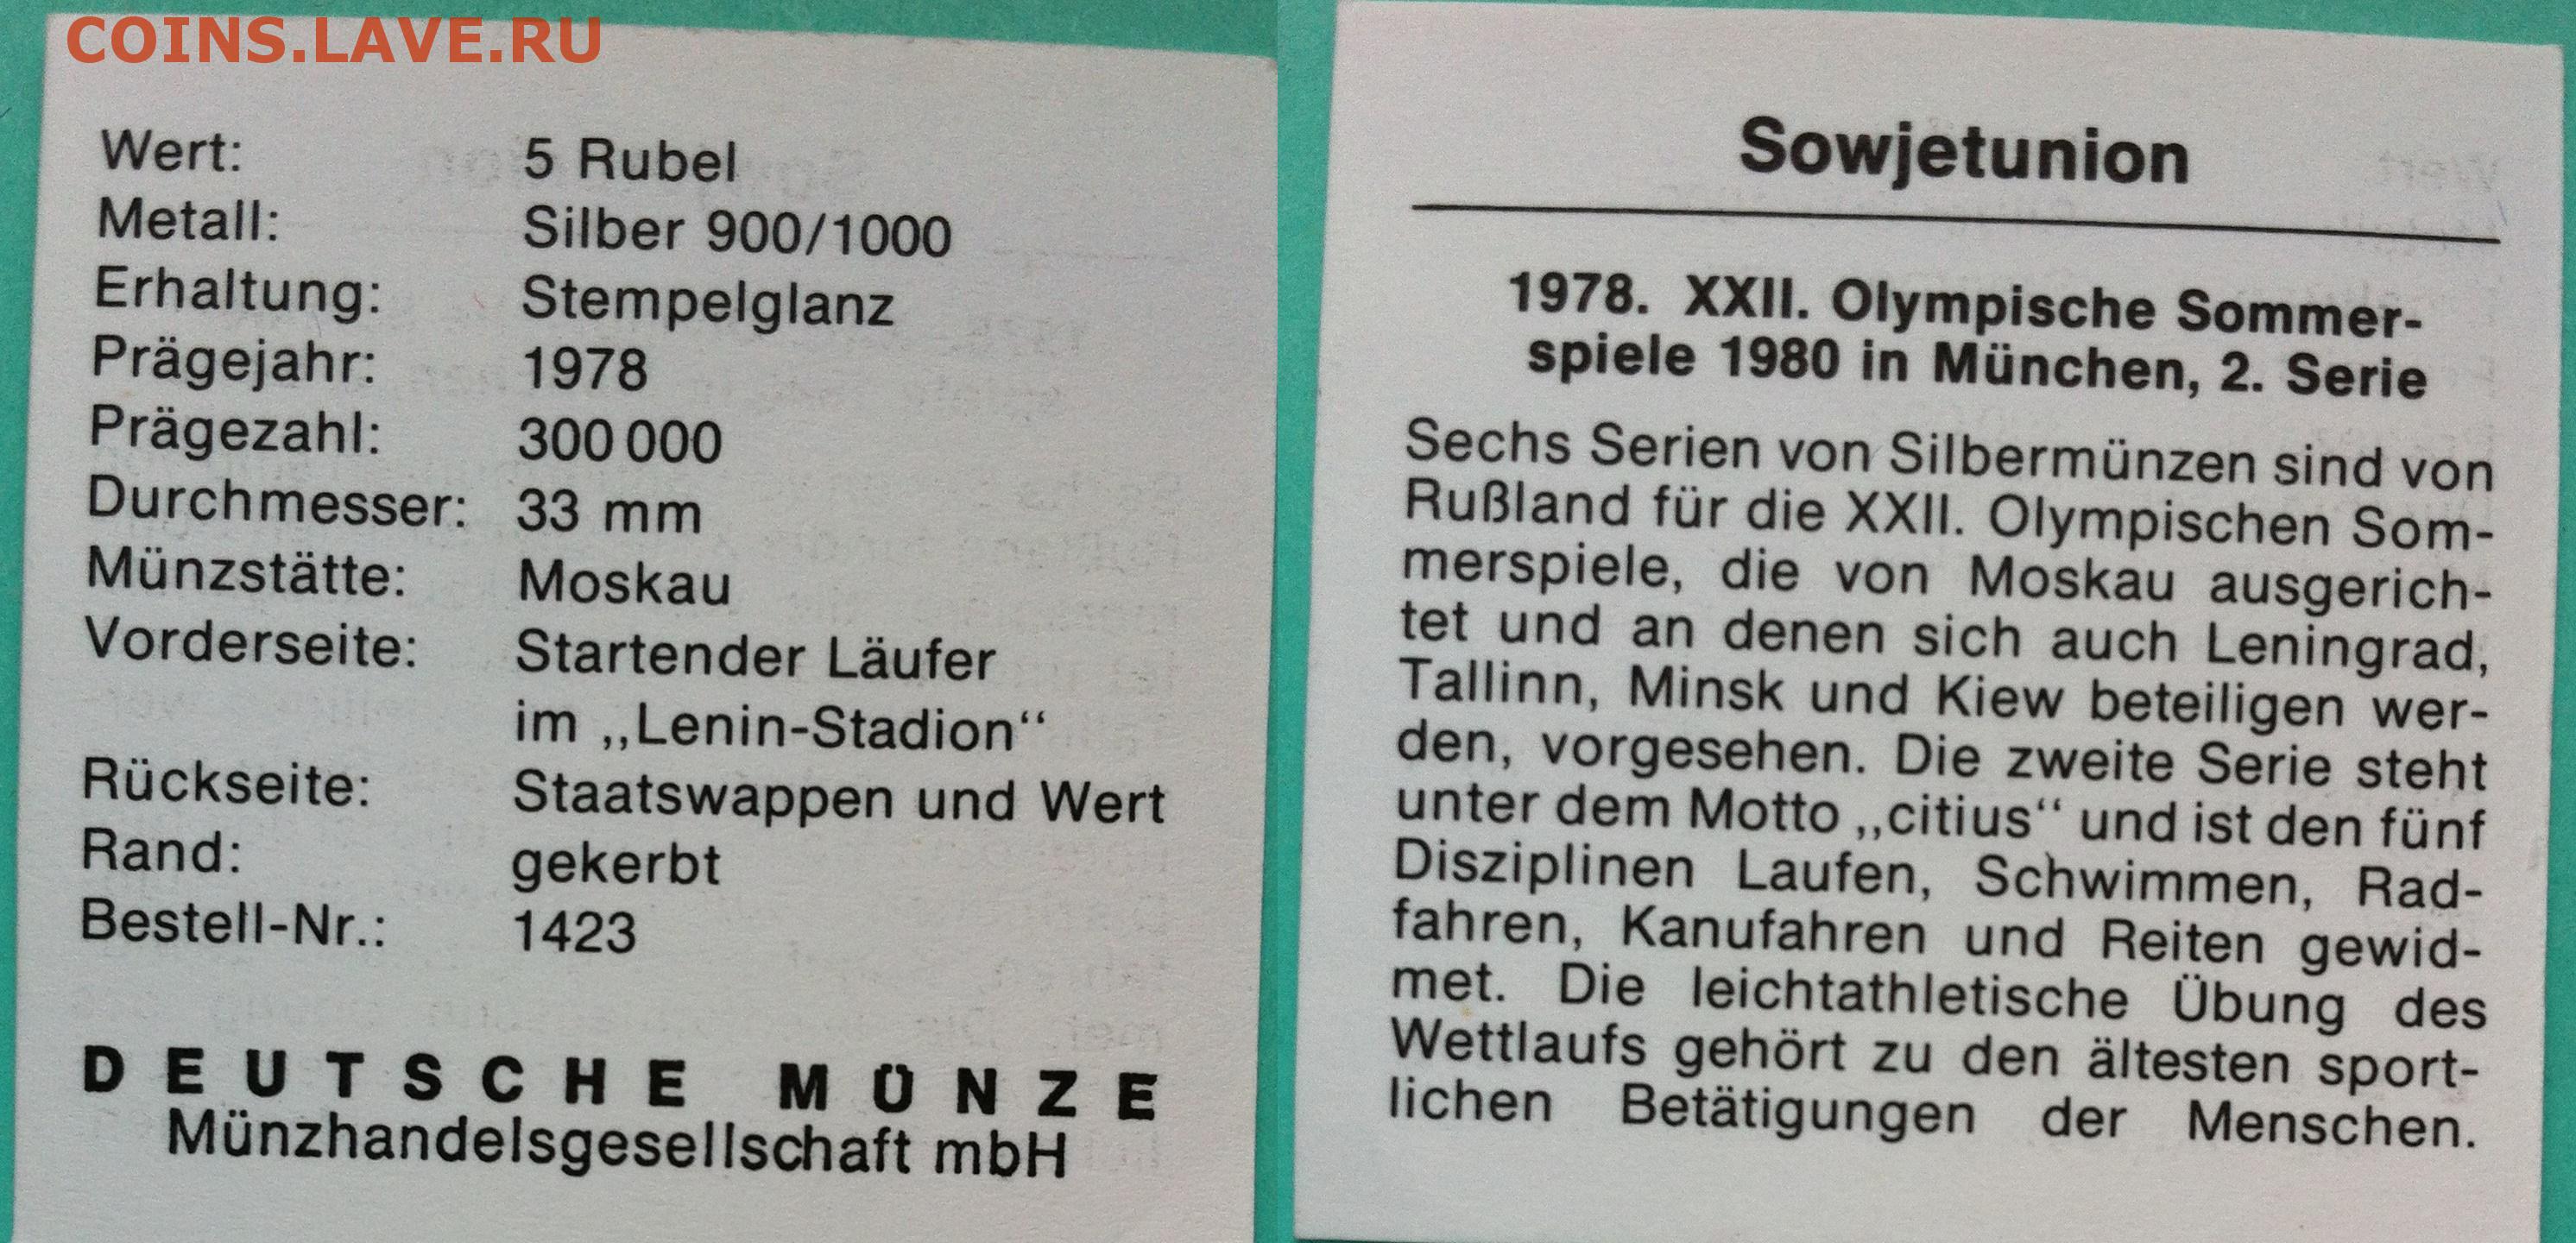 COINS.LAVE.RU
Wert: 5 Rubel
Metall: Silber 900/1000
Erhaltung: Stempelglanz
Prägejahr: 1978
Prägezahl: 300 000
Durchmesser: 33 mm
Münzstätte: Moskau
Vorderseite: Startender Läufer
im „Lenin-Stadion“
Rückseite: Staatswappen und Wert
Rand: gekerbt
Bestell-Nr.: 1423
DEUTSCHE MÜNZE
Münzhandelsgesellschaft mbH
Sowjetunion
1978. XXII. Olympische Sommer-
spiele 1980 in München, 2. Serie
Sechs Serien von Silbermünzen sind von
Rußland für die XXII. Olympischen Som-
merspiele, die von Moskau ausgerich-
tet und an denen sich auch Leningrad,
Tallinn, Minsk und Kiew beteiligen wer-
den, vorgesehen. Die zweite Serie steht
unter dem Motto „citius“ und ist den fünf
Disziplinen Laufen, Schwimmen, Rad-
fahren, Kanufahren und Reiten gewid-
met. Die leichtathletische Übung des
Wettlaufs gehört zu den ältesten sport-
lichen Betätigungen der Menschen.